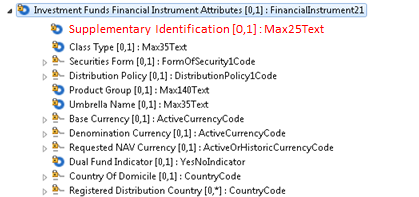 Investment Funds Financial Instrument Attributes [0,1] : FinancialInstrument21
Supplementary Identification [0,1] : Max25Text
Class Type [0,1] : Max35Text
Securities Form [0,1] : FormOfSecurity1Code
Distribution Policy [0,1] : DistributionPolicy1Code
Product Group [0,1] : Max140Text
Umbrella Name [0,1] : Max35Text
Base Currency [0,1] : ActiveCurrencyCode
Denomination Currency [0,1] : ActiveCurrencyCode
Requested NAV Currency [0,1] : ActiveOrHistoricCurrencyCode
Dual Fund Indicator [0,1] : YesNoIndicator
Country Of Domicile [0,1] : CountryCode
Registered Distribution Country [0,*] : CountryCode